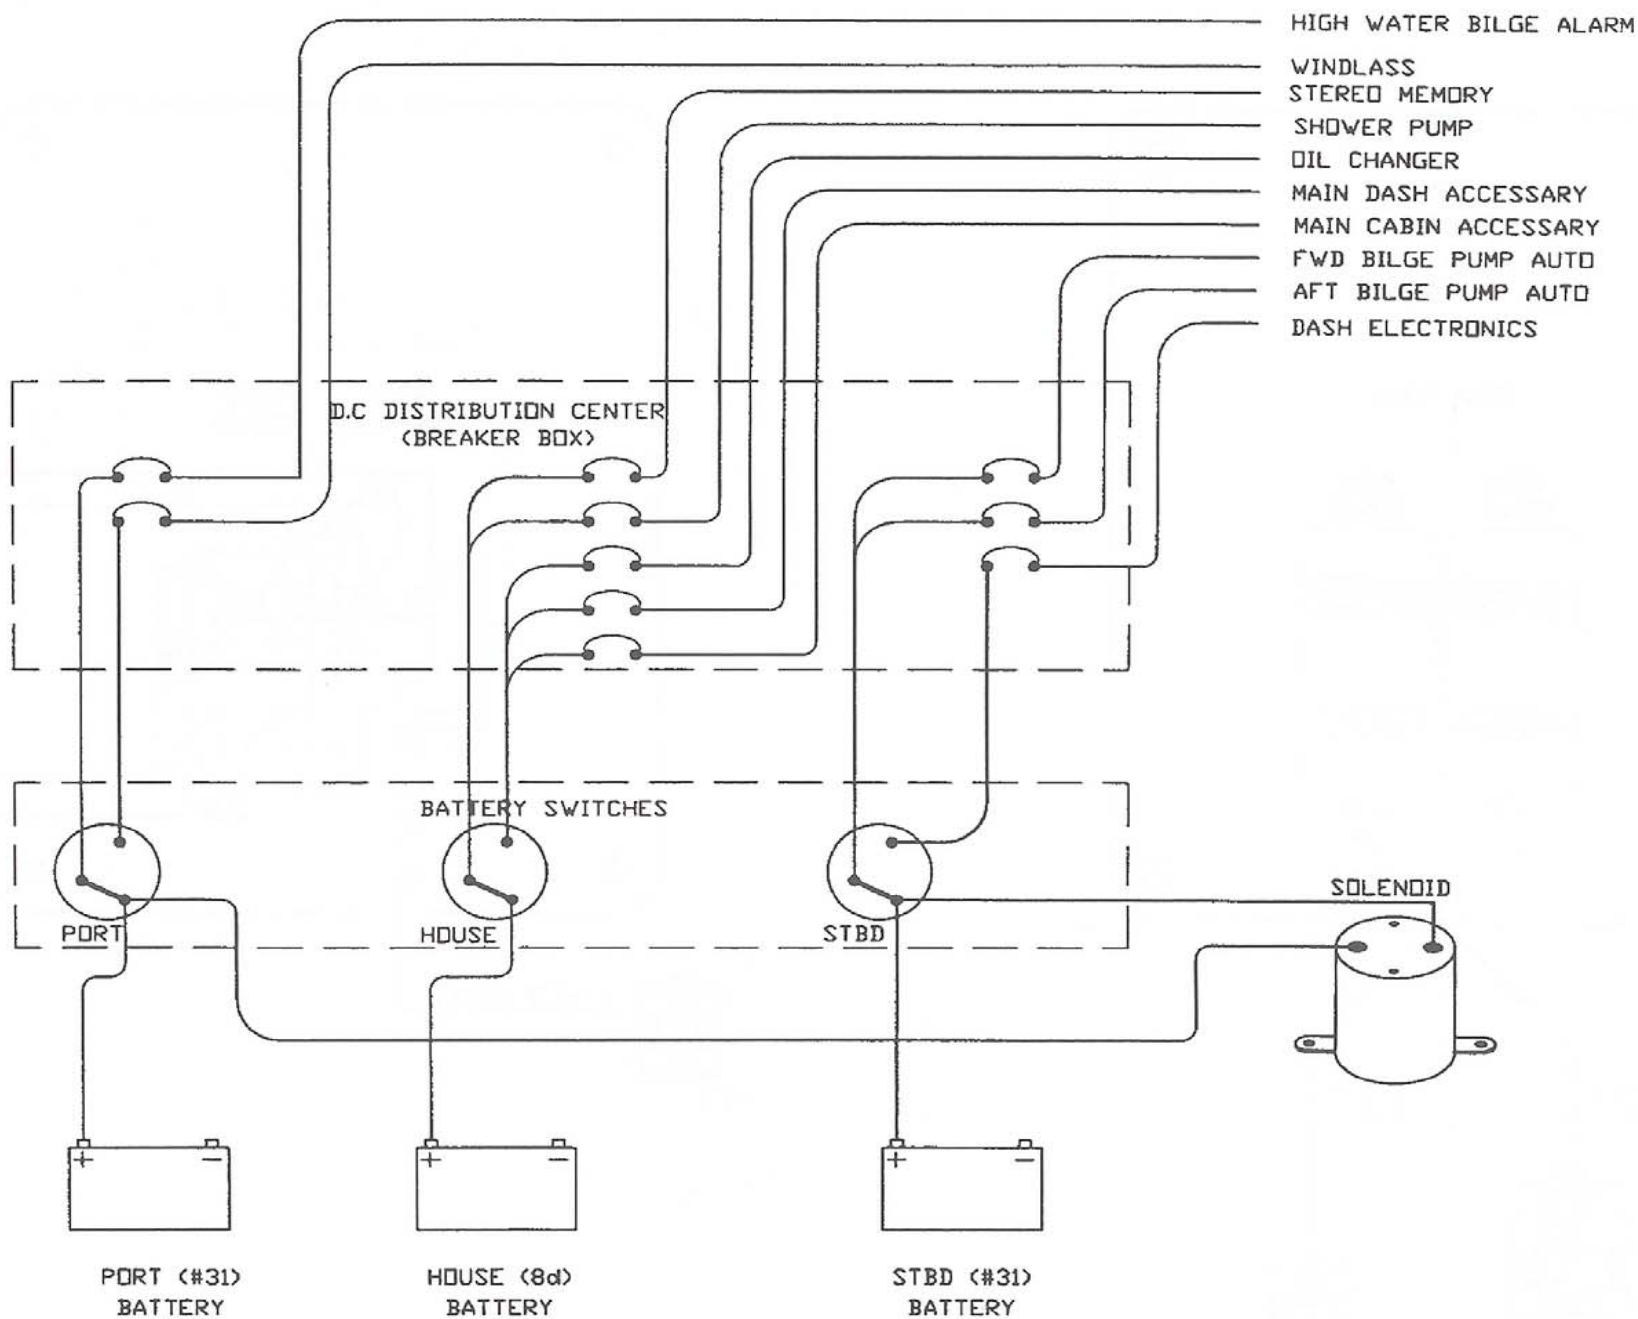 HIGH WATER BILGE ALARM
WINDLASS
STEREO MEMORY
SHOWER PUMP
OIL CHANGER
MAIN DASH ACCESSARY
MAIN CABIN ACCESSARY
FWD BILGE PUMP AUTO
AFT BILGE PUMP AUTO
DASH ELECTRONICS
D.C DISTRIBUTION CENTER
(BREAKER BOX)
BATTERY SWITCHES
PORT
HOUSE
STBD
SOLENOID
+ −
+ −
+ −
PORT (#31)
BATTERY
HOUSE (8d)
BATTERY
STBD (#31)
BATTERY